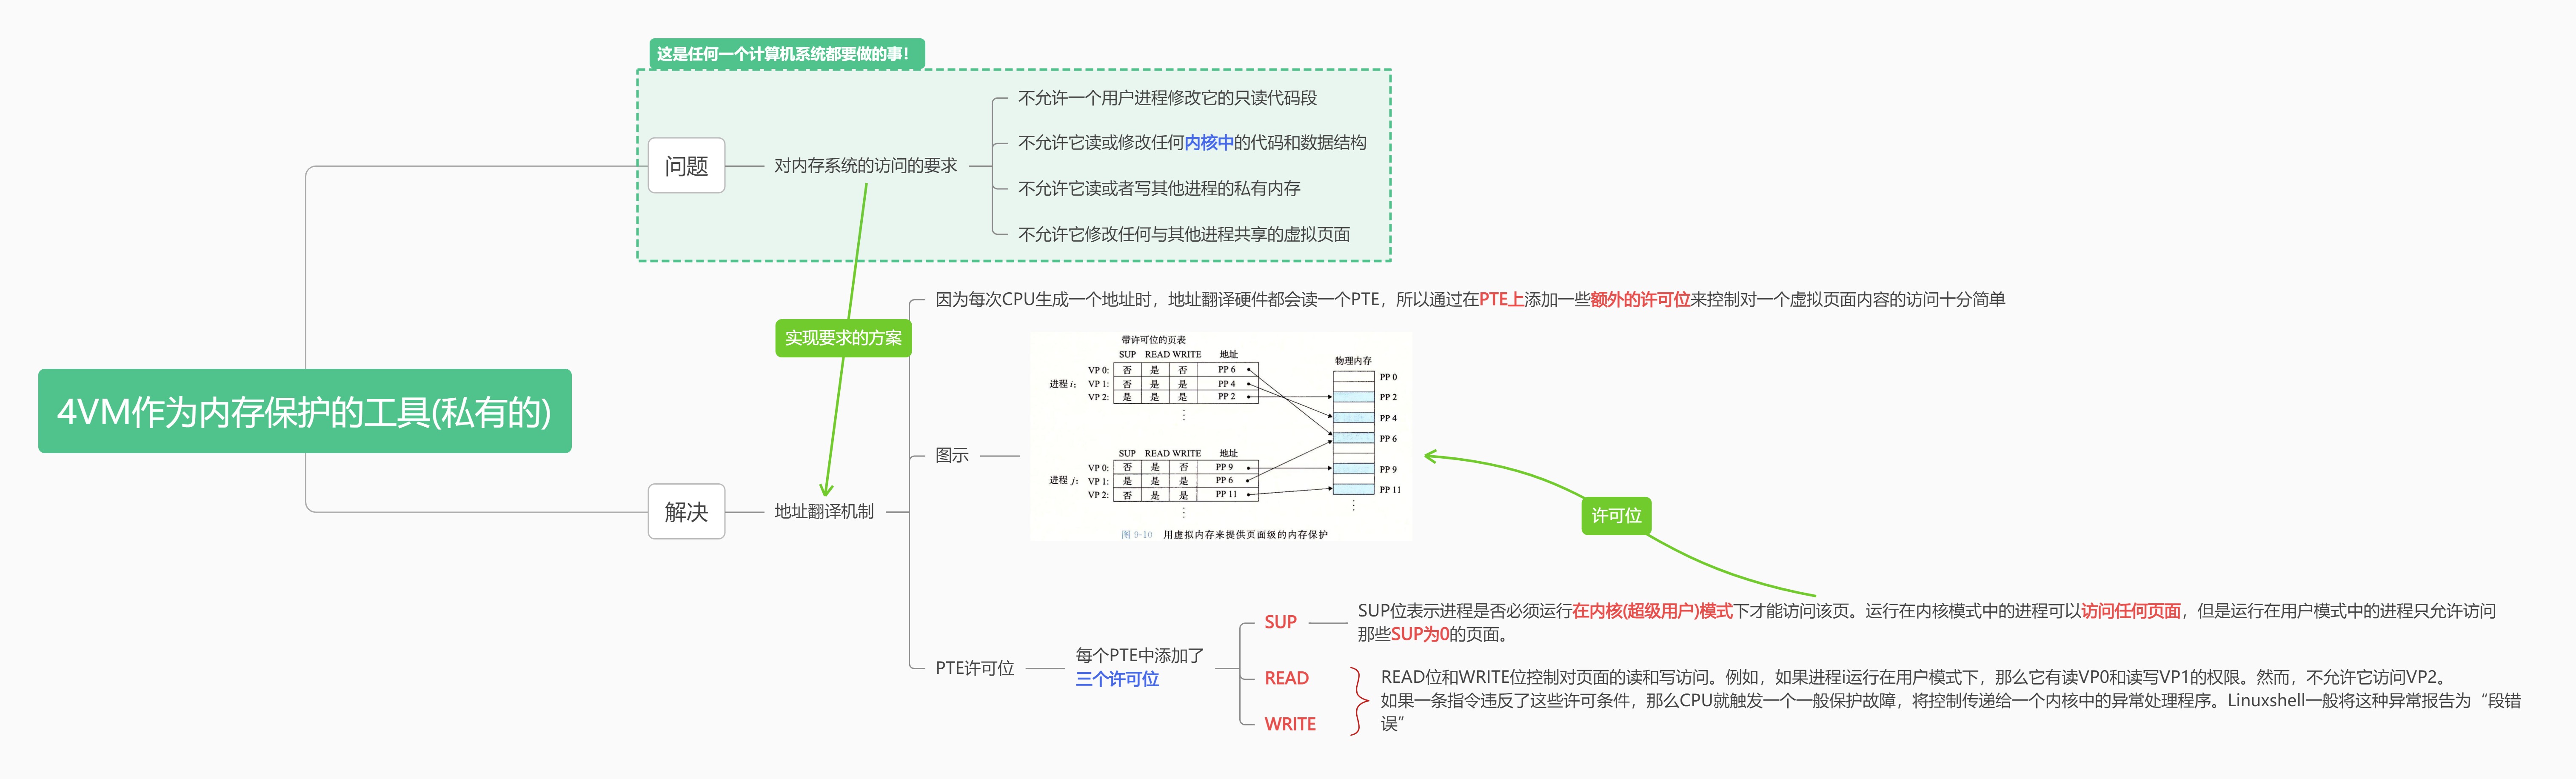 这是任何一个计算机系统都要做的事！
问题
对内存系统的访问的要求
不允许一个用户进程修改它的只读代码段
不允许它读或修改任何内核中的代码和数据结构
不允许它读或者写其他进程的私有内存
不允许它修改任何与其他进程共享的虚拟页面
实现要求的方案
4VM作为内存保护的工具(私有的)
解决
地址翻译机制
因为每次CPU生成一个地址时，地址翻译硬件都会读一个PTE，所以通过在PTE上添加一些额外的许可位来控制对一个虚拟页面内容的访问十分简单
图示
带许可位的页表
SUP READ WRITE 地址
进程 i:
VP 0: 否 是 否 PP 6
VP 1: 否 是 是 PP 4
VP 2: 是 是 是 PP 2
⋮
SUP READ WRITE 地址
进程 j:
VP 0: 否 是 否 PP 9
VP 1: 是 是 是 PP 6
VP 2: 否 是 是 PP 11
⋮
物理内存
PP 0
PP 2
PP 4
PP 6
PP 9
PP 11
⋮
图 9-10 用虚拟内存来提供页面级的内存保护
许可位
PTE许可位
每个PTE中添加了
三个许可位
SUP
SUP位表示进程是否必须运行在内核(超级用户)模式下才能访问该页。运行在内核模式中的进程可以访问任何页面，但是运行在用户模式中的进程只允许访问
那些SUP为0的页面。
READ
WRITE
READ位和WRITE位控制对页面的读和写访问。例如，如果进程i运行在用户模式下，那么它有读VP0和读写VP1的权限。然而，不允许它访问VP2。
如果一条指令违反了这些许可条件，那么CPU就触发一个一般保护故障，将控制传递给一个内核中的异常处理程序。Linuxshell一般将这种异常报告为“段错
误”